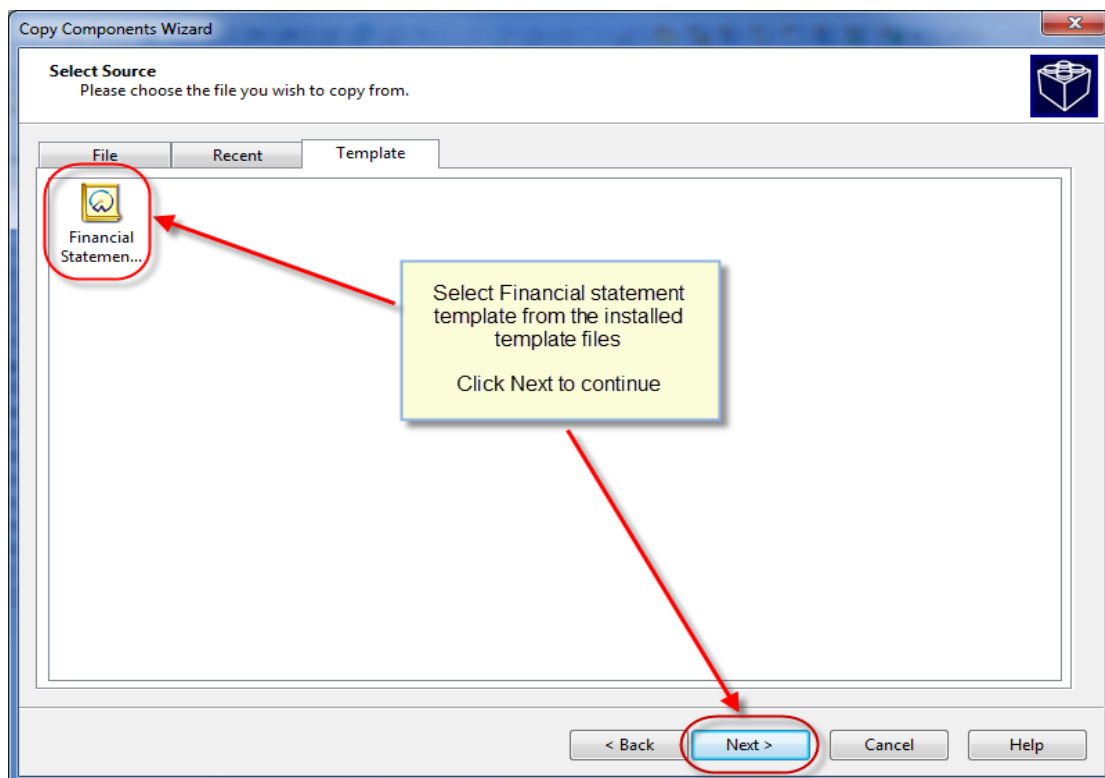 Copy Components Wizard
Select Source
Please choose the file you wish to copy from.
File Recent Template
Financial
Statemen...
Select Financial statement
template from the installed
template files
Click Next to continue
< Back Next > Cancel Help